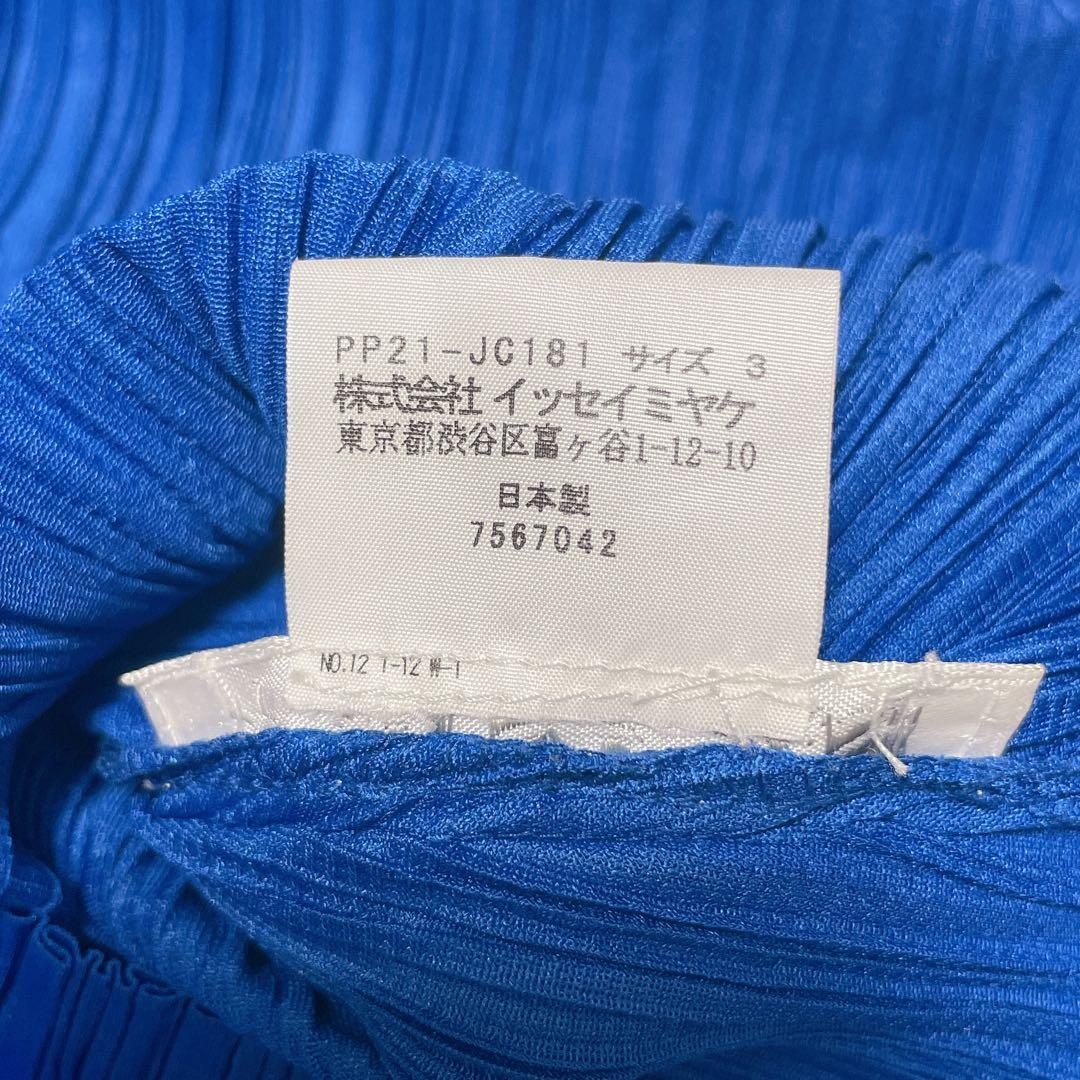 PP21-JC181 サイズ 3
株式会社 イッセイミヤケ
東京都渋谷区富ヶ谷1-12-10
日本製
7567042
NO.12 1-12 W-1